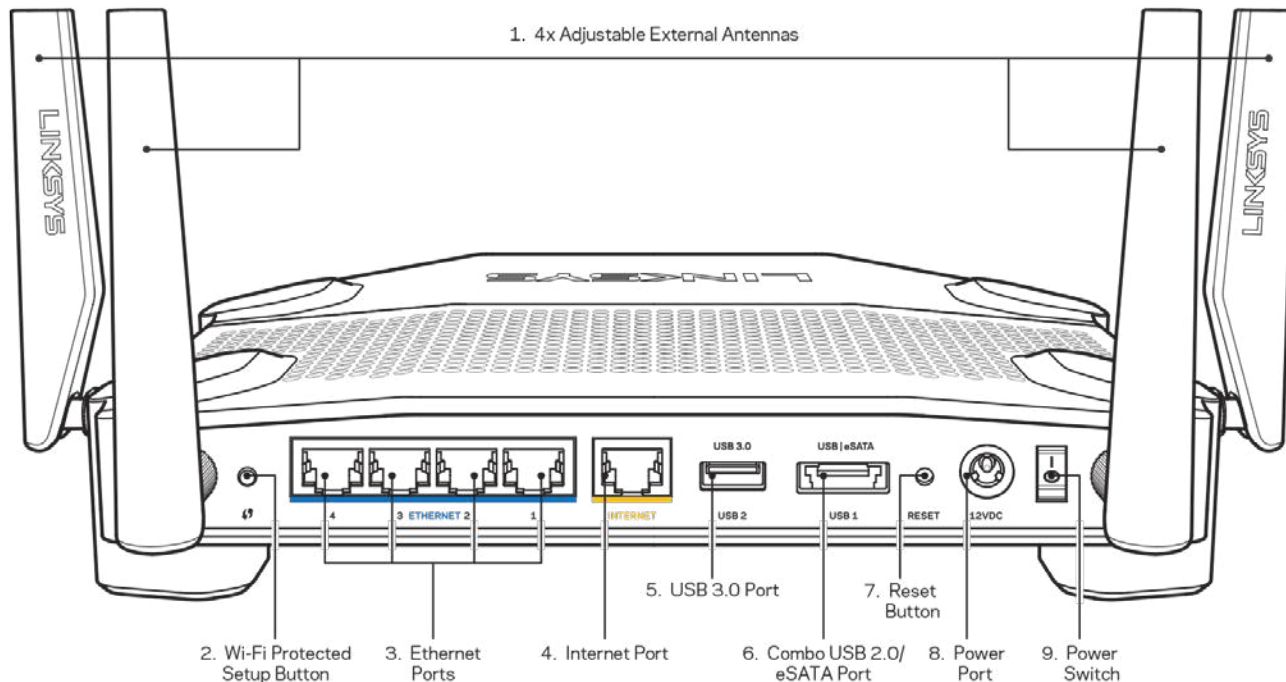 1. 4x Adjustable External Antennas
LINKSYS
LINKSYS
LINKSYS
USB 3.0
USB | eSATA
4
3
ETHERNET
2
1
INTERNET
USB 2
USB 1
RESET
12VDC
5. USB 3.0 Port
7. Reset
Button
2. Wi-Fi Protected
Setup Button
3. Ethernet
Ports
4. Internet Port
6. Combo USB 2.0/
eSATA Port
8. Power
Port
9. Power
Switch